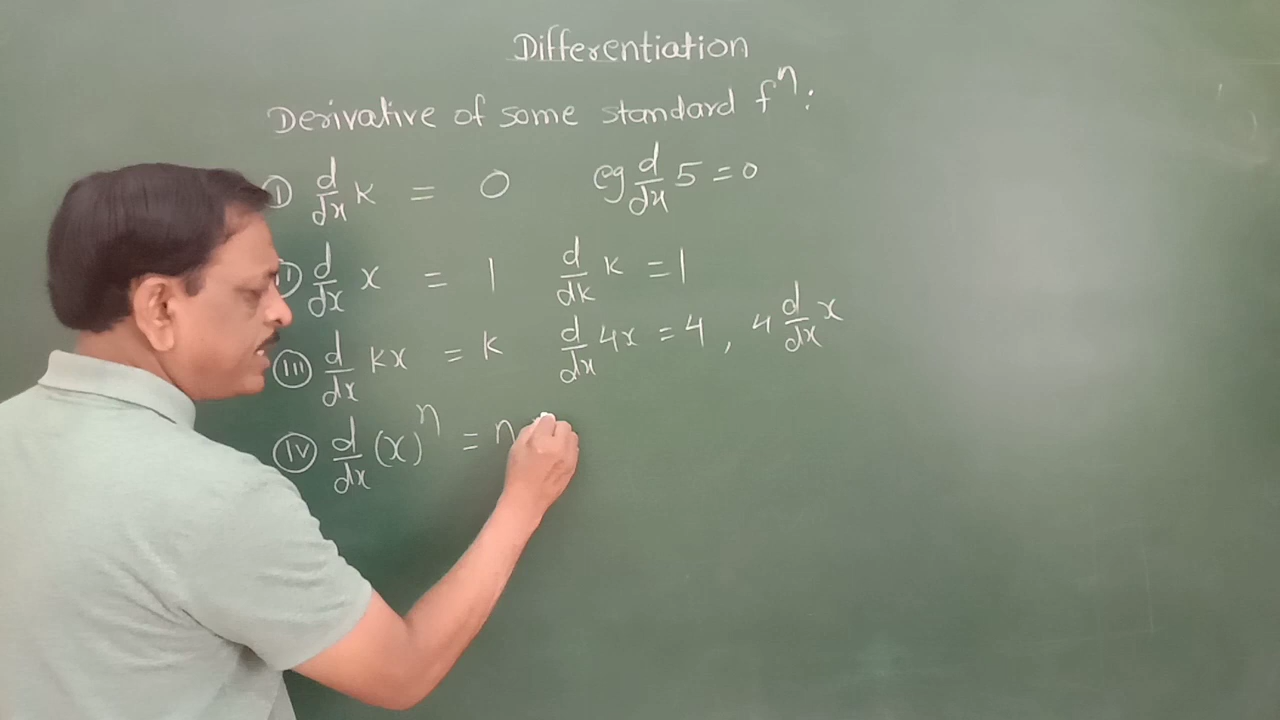 Differentiation
Derivative of some standard fⁿ:
(I) d/dx k = 0 eg d/dx 5 = 0
(II) d/dx x = 1 d/dk k = 1
(III) d/dx kx = k d/dx 4x = 4 , 4 d/dx x
(IV) d/dx (x)ⁿ = n